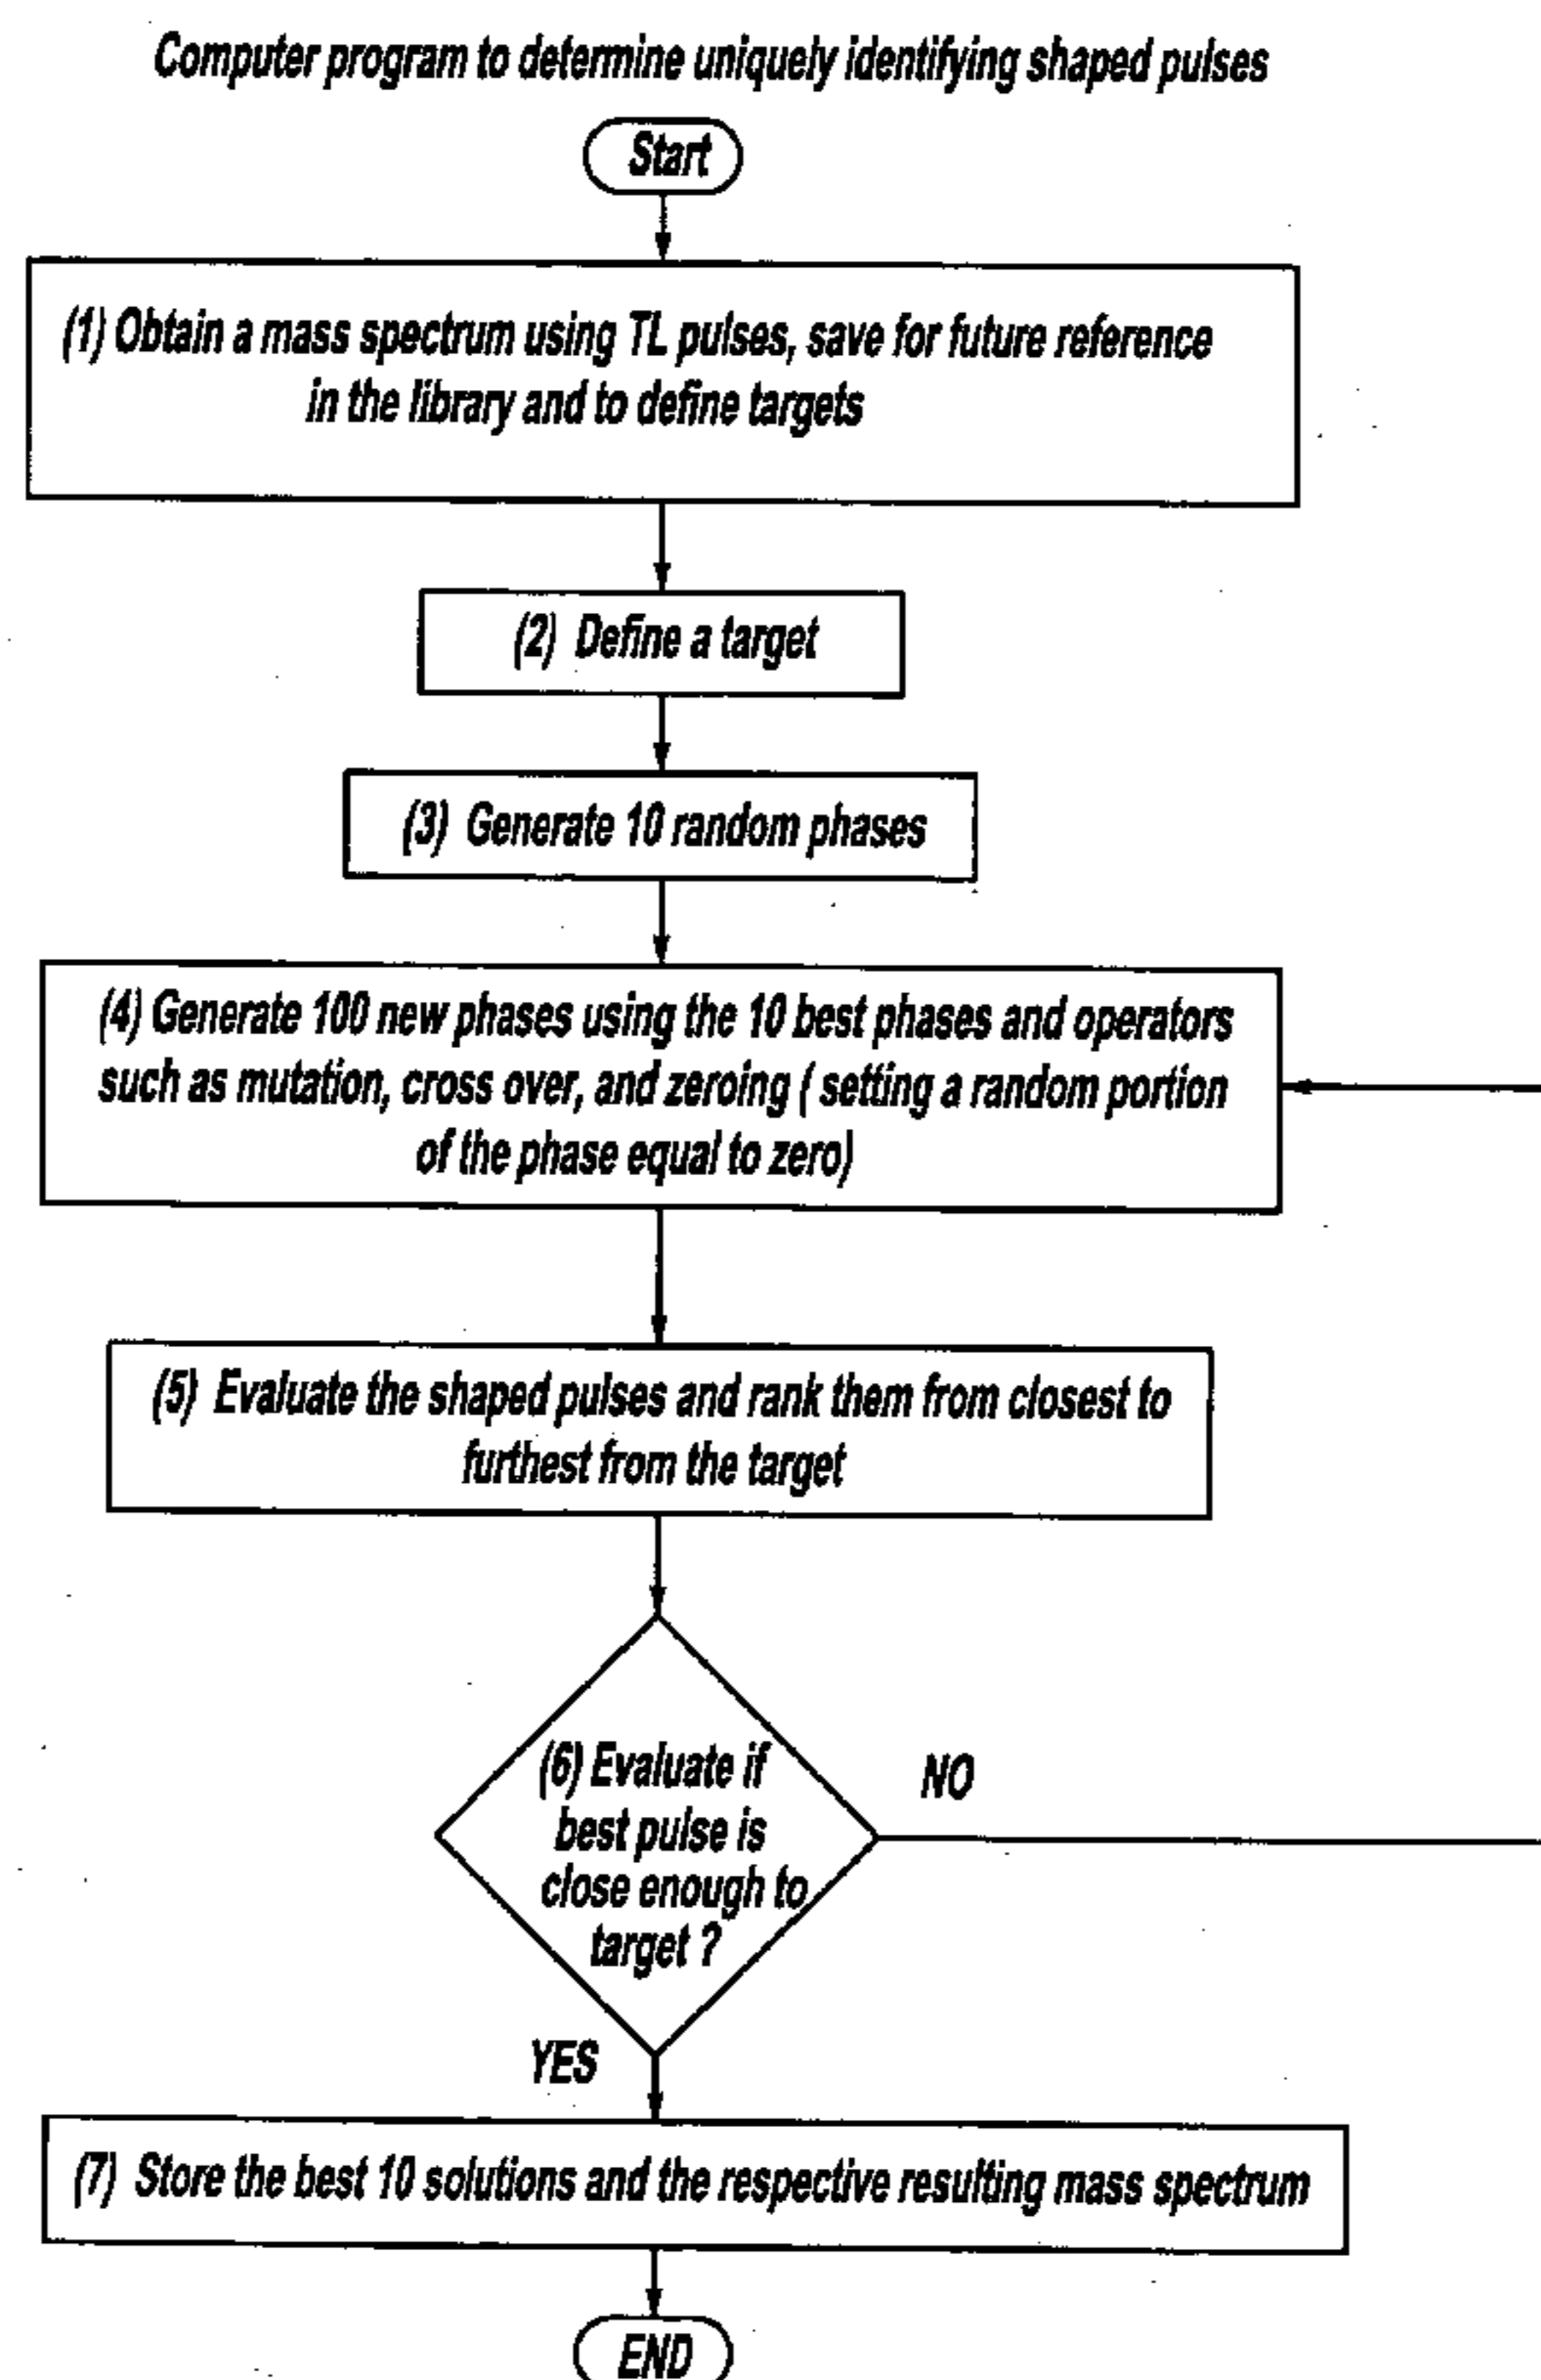 Computer program to determine uniquely identifying shaped pulses
Start
(1) Obtain a mass spectrum using TL pulses, save for future reference
in the library and to define targets
(2) Define a target
(3) Generate 10 random phases
(4) Generate 100 new phases using the 10 best phases and operators
such as mutation, cross over, and zeroing ( setting a random portion
of the phase equal to zero)
(5) Evaluate the shaped pulses and rank them from closest to
furthest from the target
(6) Evaluate if
best pulse is
close enough to
target ?
NO
YES
(7) Store the best 10 solutions and the respective resulting mass spectrum
END